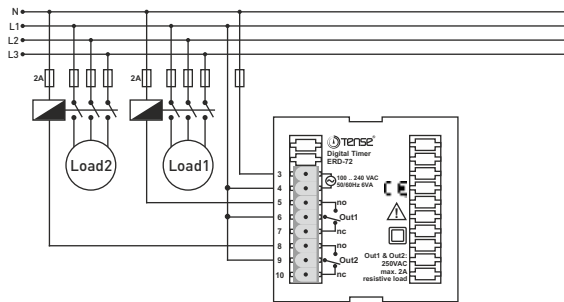 N
L1
L2
L3
2A
2A
Load2
Load1
TENSE®
Digital Timer
ERD-72
3
4
5
6
7
8
9
10
100 .. 240 VAC
50/60Hz 6VA
no
Out1
nc
no
Out2
nc
CE
Out1 & Out2:
250VAC
max. 2A
resistive load